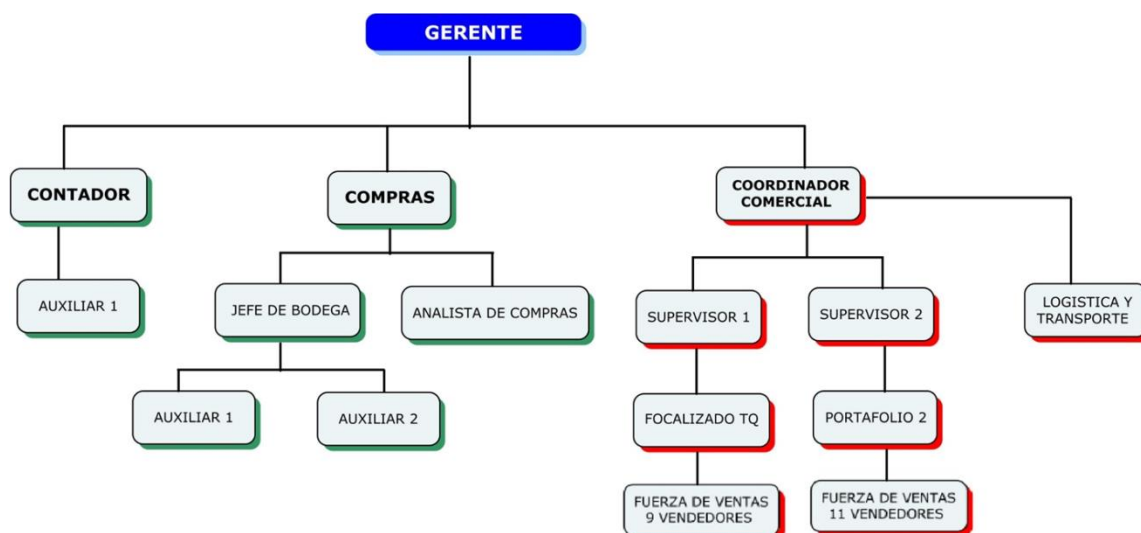 GERENTE
CONTADOR
COMPRAS
COORDINADOR
COMERCIAL
AUXILIAR 1
JEFE DE BODEGA
ANALISTA DE COMPRAS
SUPERVISOR 1
SUPERVISOR 2
LOGISTICA Y
TRANSPORTE
AUXILIAR 1
AUXILIAR 2
FOCALIZADO TQ
PORTAFOLIO 2
FUERZA DE VENTAS
9 VENDEDORES
FUERZA DE VENTAS
11 VENDEDORES